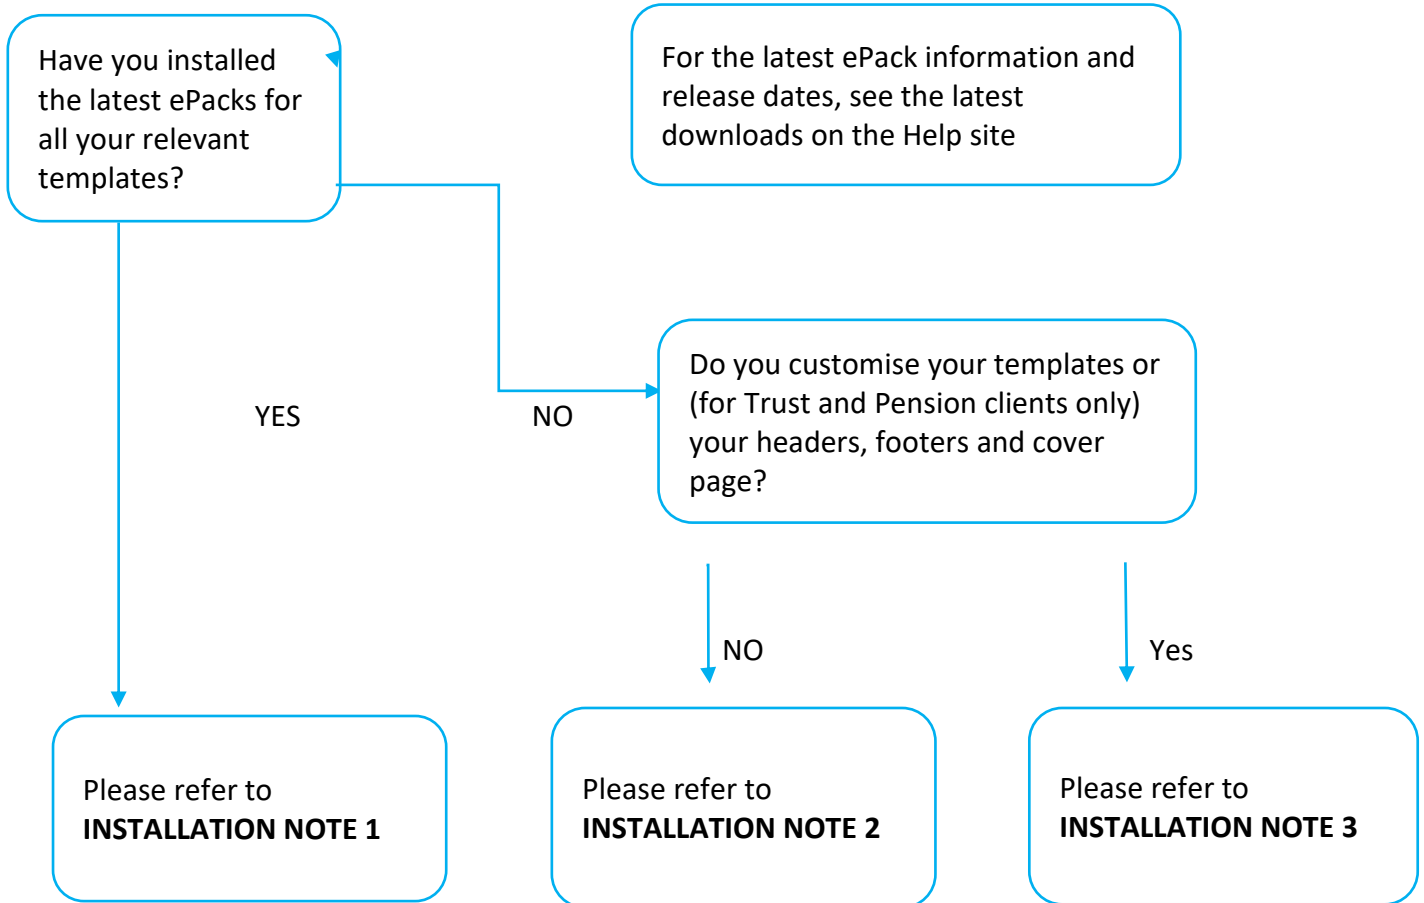 Have you installed
the latest ePacks for
all your relevant
templates?
For the latest ePack information and
release dates, see the latest
downloads on the Help site
Do you customise your templates or
(for Trust and Pension clients only)
your headers, footers and cover
page?
YES
NO
NO
Yes
Please refer to
INSTALLATION NOTE 1
Please refer to
INSTALLATION NOTE 2
Please refer to
INSTALLATION NOTE 3